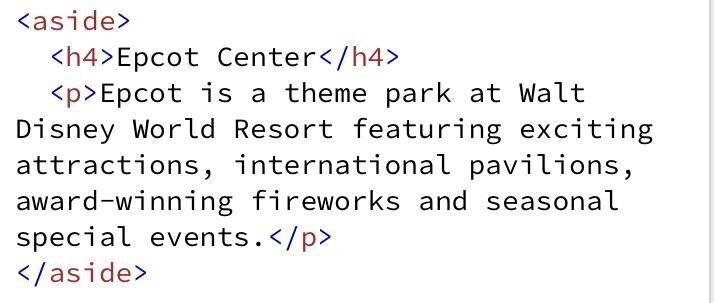 <aside>
<h4>Epcot Center</h4>
<p>Epcot is a theme park at Walt
Disney World Resort featuring exciting
attractions, international pavilions,
award-winning fireworks and seasonal
special events.</p>
</aside>